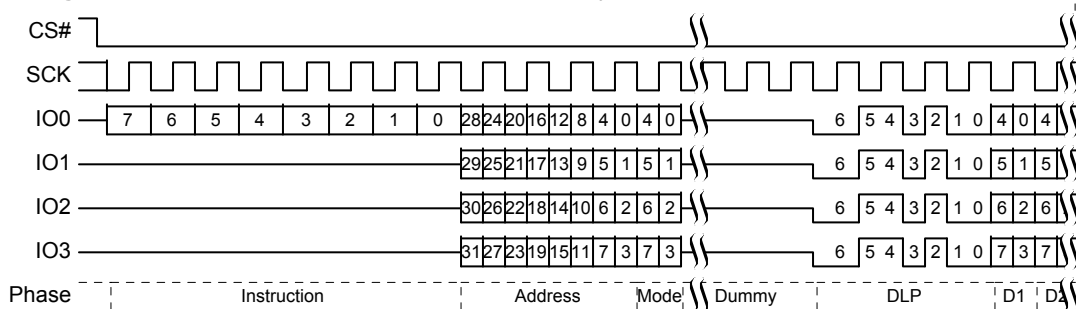 CS#
SCK
IO0 7 6 5 4 3 2 1 0 28 24 20 16 12 8 4 0 4 0 6 5 4 3 2 1 0 4 0 4
IO1 29 25 21 17 13 9 5 1 5 1 6 5 4 3 2 1 0 5 1 5
IO2 30 26 22 18 14 10 6 2 6 2 6 5 4 3 2 1 0 6 2 6
IO3 31 27 23 19 15 11 7 3 7 3 6 5 4 3 2 1 0 7 3 7
Phase Instruction Address Mode Dummy DLP D1 D2